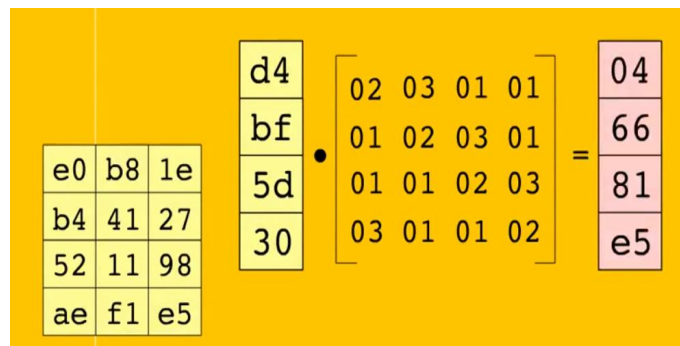 e0 b8 1e
b4 41 27
52 11 98
ae f1 e5
d4
bf
5d
30
•
02 03 01 01
01 02 03 01
01 01 02 03
03 01 01 02
=
04
66
81
e5